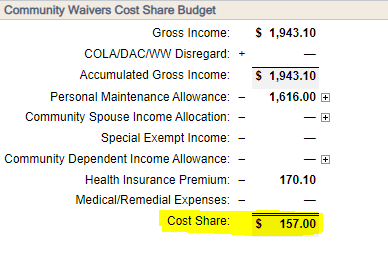 Community Waivers Cost Share Budget
Gross Income: $ 1,943.10
COLA/DAC/WW Disregard: + —
Accumulated Gross Income: $ 1,943.10
Personal Maintenance Allowance: – 1,616.00
Community Spouse Income Allocation: – —
Special Exempt Income: – —
Community Dependent Income Allowance: – —
Health Insurance Premium: – 170.10
Medical/Remedial Expenses: – —
Cost Share: $ 157.00